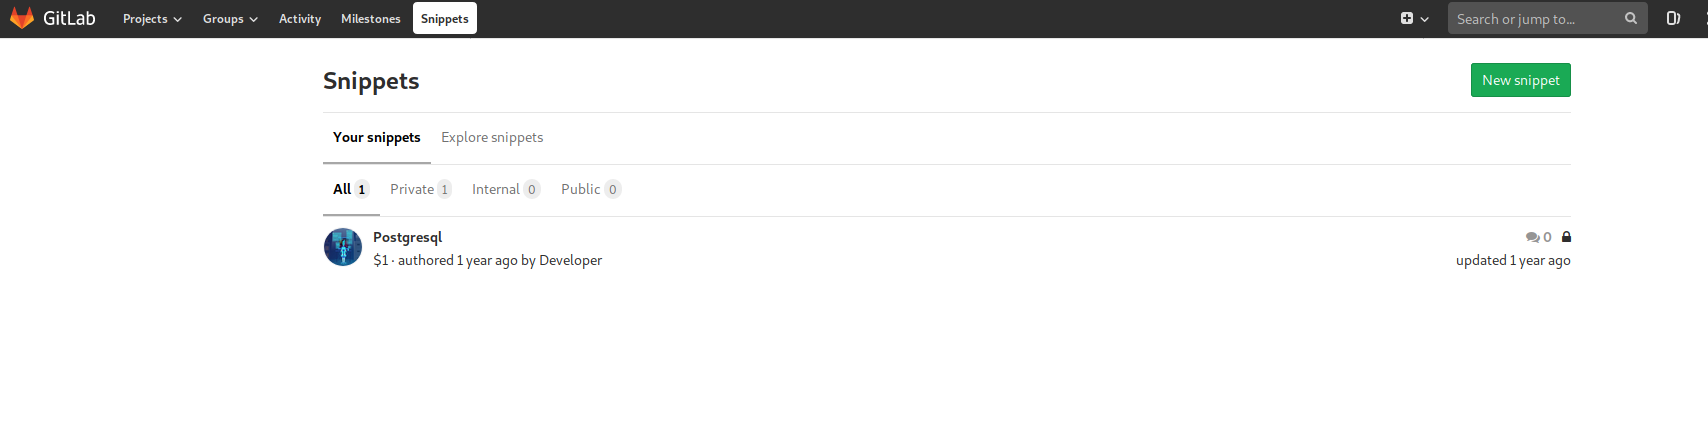 GitLab Projects Groups Activity Milestones Snippets Search or jump to...
Snippets New snippet
Your snippets Explore snippets
All 1 Private 1 Internal 0 Public 0
Postgresql 0
$1 · authored 1 year ago by Developer updated 1 year ago